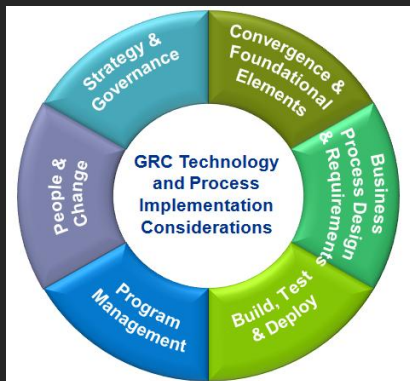 Strategy &
Governance
Convergence &
Foundational
Elements
Business
Process Design
& Requirements
Build, Test
& Deploy
Program
Management
People &
Change
GRC Technology
and Process
Implementation
Considerations